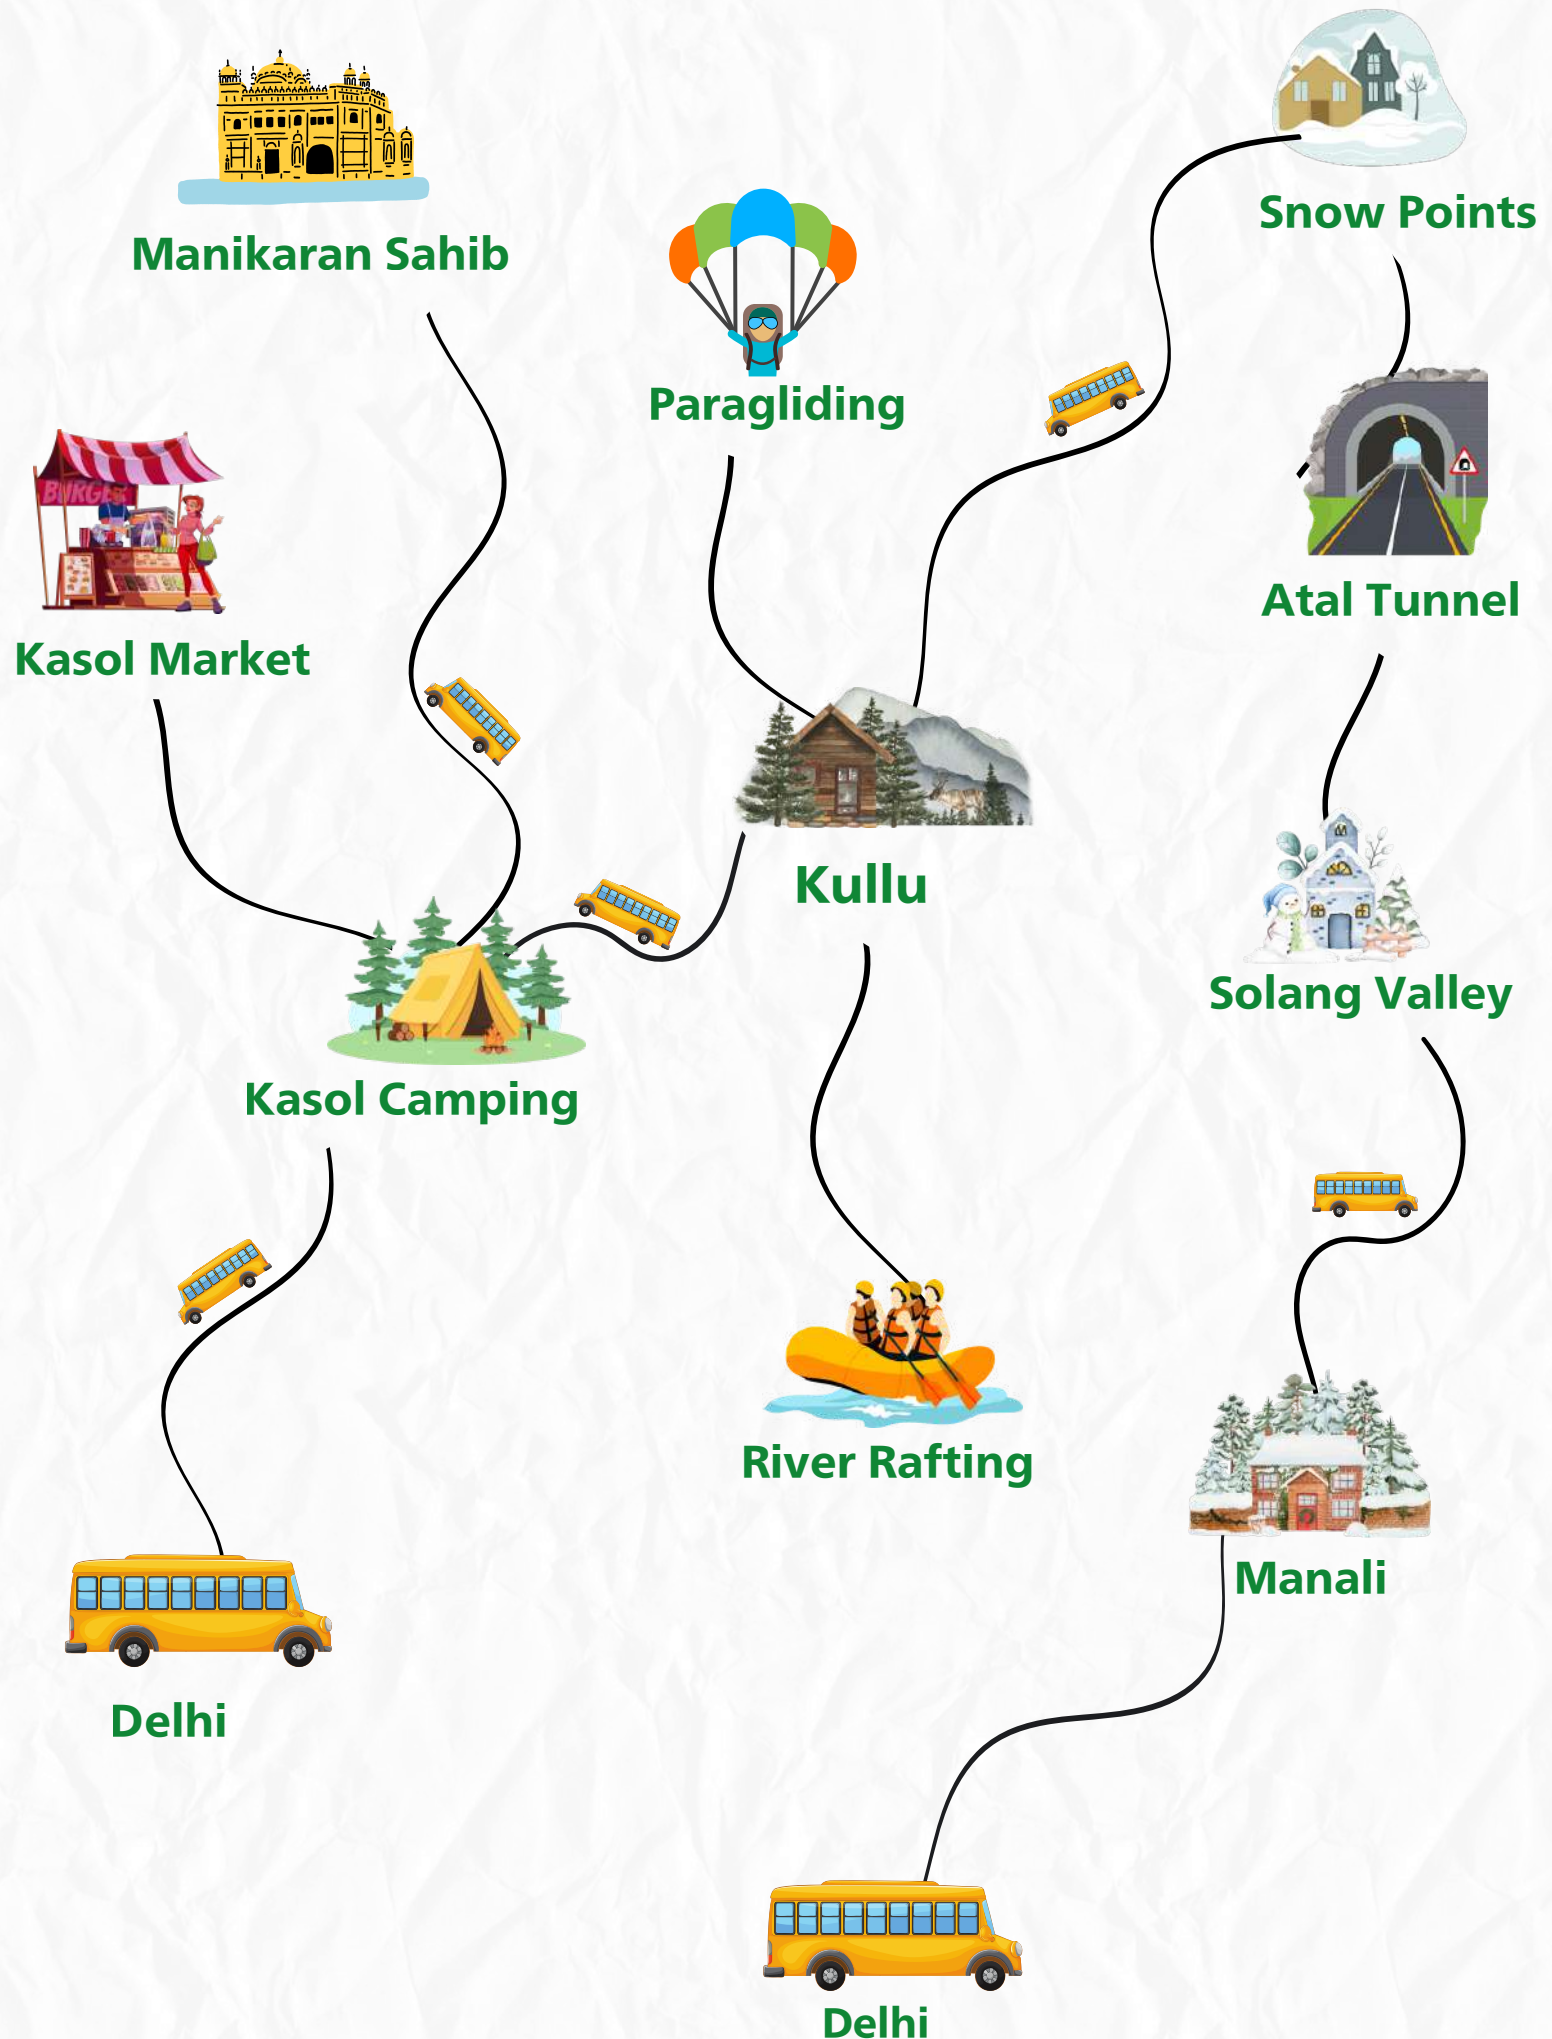 Snow Points
Manikaran Sahib
Paragliding
BURGER
Atal Tunnel
Kasol Market
Kullu
Solang Valley
Kasol Camping
River Rafting
Manali
Delhi
Delhi